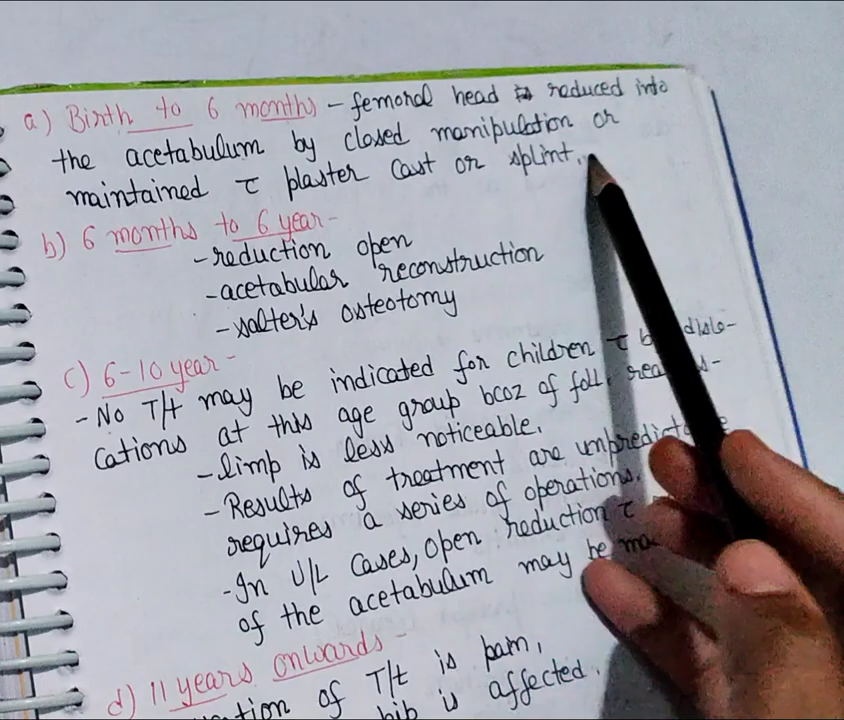 a) Birth to 6 months - femoral head is reduced into
the acetabulum by closed manipulation or
maintained τ plaster cast or splint.
b) 6 months to 6 year-
- reduction open
- acetabular reconstruction
- salter's osteotomy
c) 6-10 year-
- No T/t may be indicated for children τ dislo-
cations at this age group bcoz of foll.
- limp is less noticeable.
- Results of treatment are
requires a series of operations.
- In U/L cases, open reduction τ
of the acetabulum may be
d) 11 years onwards -
of T/t is pain,
hip is affected.